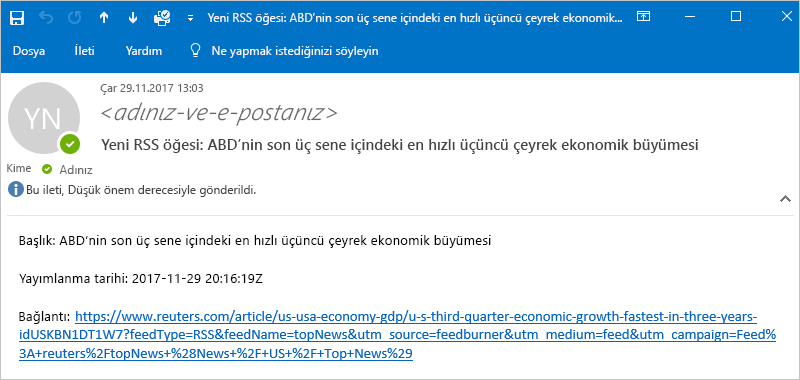 Yeni RSS öğesi: ABD’nin son üç sene içindeki en hızlı üçüncü çeyrek ekonomik...
Dosya İleti Yardım Ne yapmak istediğinizi söyleyin
Çar 29.11.2017 13:03
YN <adınız-ve-e-postanız>
Yeni RSS öğesi: ABD’nin son üç sene içindeki en hızlı üçüncü çeyrek ekonomik büyümesi
Kime Adınız
Bu ileti, Düşük önem derecesiyle gönderildi.
Başlık: ABD’nin son üç sene içindeki en hızlı üçüncü çeyrek ekonomik büyümesi
Yayımlanma tarihi: 2017-11-29 20:16:19Z
Bağlantı: https://www.reuters.com/article/us-usa-economy-gdp/u-s-third-quarter-economic-growth-fastest-in-three-years-
idUSKBN1DT1W7?feedType=RSS&feedName=topNews&utm_source=feedburner&utm_medium=feed&utm_campaign=Feed%
3A+reuters%2FtopNews+%28News+%2F+US+%2F+Top+News%29